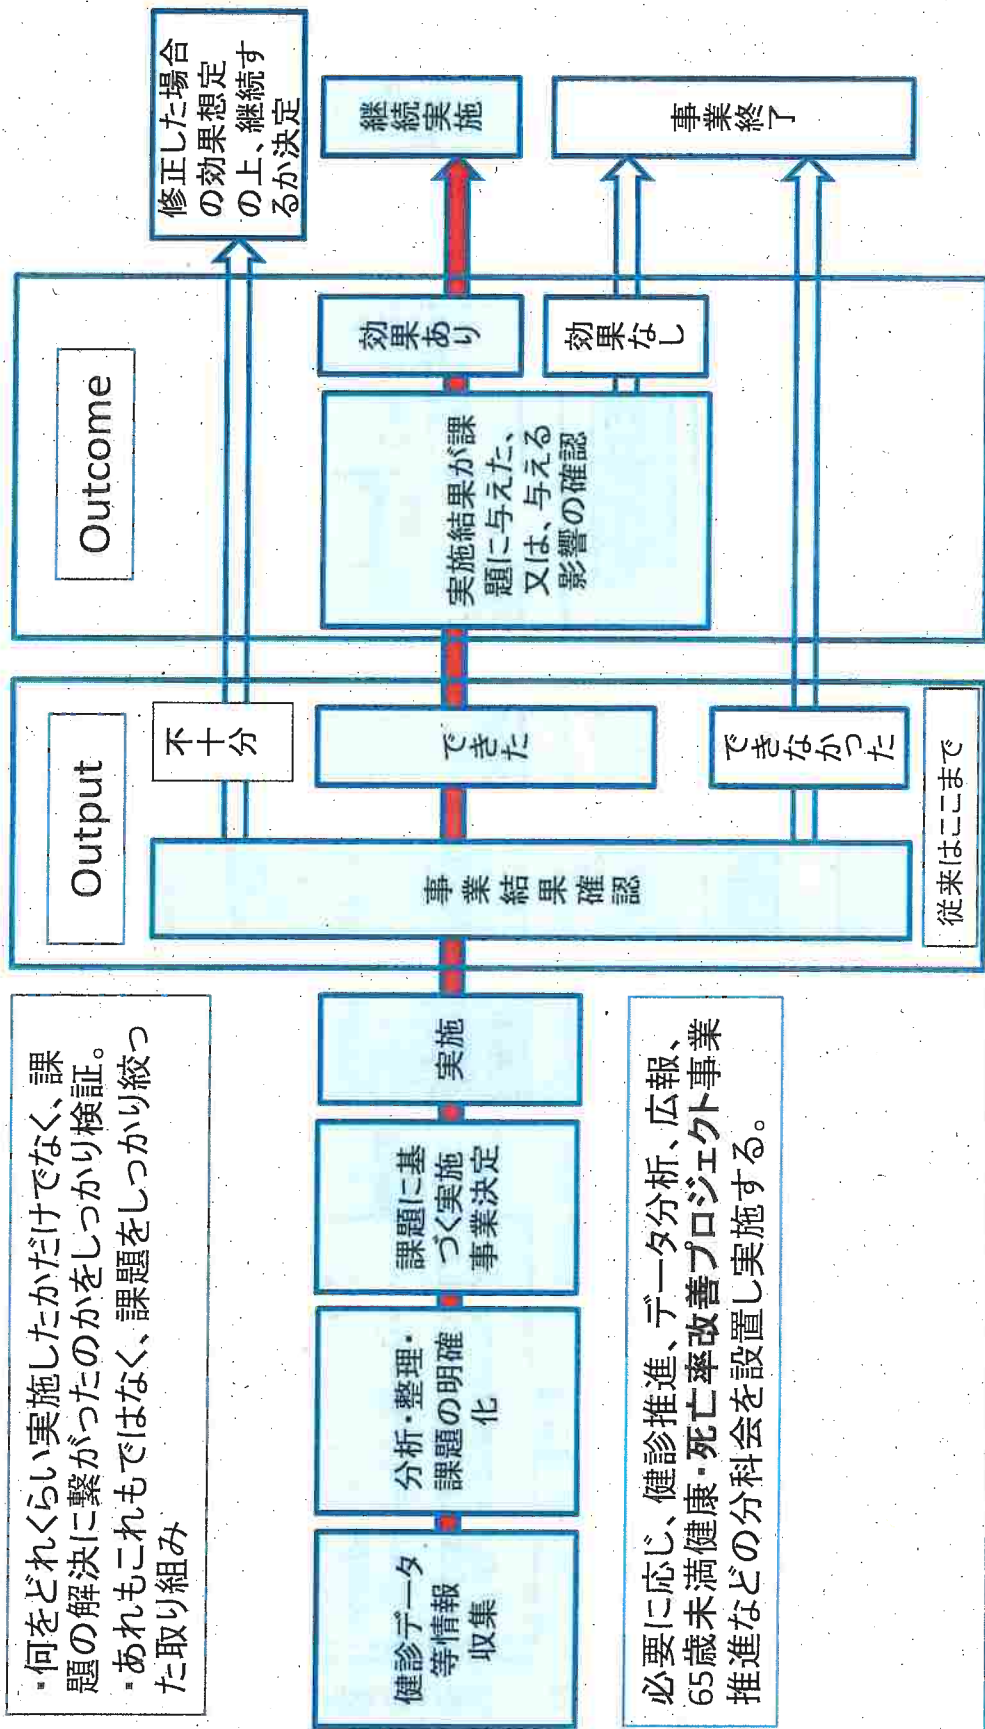 ・何をどれくらい実施したかだけでなく、課
題の解決に繋がったのかをしっかり検証。
・あれもこれもではなく、課題をしっかり絞っ
た取り組み
健診データ
等情報
収集
分析・整理・
課題の明確
化
課題に基
づく実施
事業決定
実施
必要に応じ、健診推進、データ分析、広報、
65歳未満健康・死亡率改善プロジェクト事業
推進などの分科会を設置し実施する。
Output
事業結果確認
不十分
できた
できなかった
従来はここまで
Outcome
実施結果が課
題に与えた、
又は、与える
影響の確認
効果あり
効果なし
修正した場合
の効果想定
の上、継続す
るか決定
継続実施
事業終了